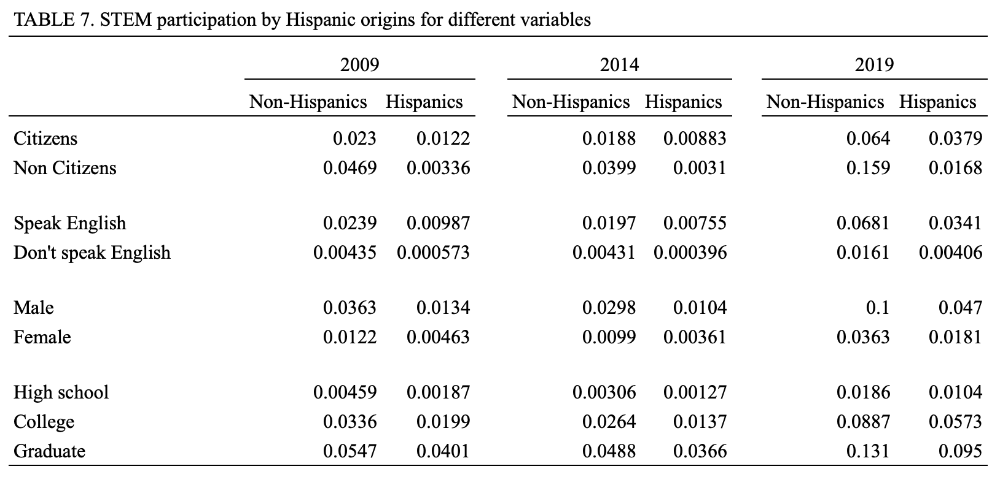 TABLE 7. STEM participation by Hispanic origins for different variables
2009 2014 2019
Non-Hispanics Hispanics Non-Hispanics Hispanics Non-Hispanics Hispanics
Citizens 0.023 0.0122 0.0188 0.00883 0.064 0.0379
Non Citizens 0.0469 0.00336 0.0399 0.0031 0.159 0.0168
Speak English 0.0239 0.00987 0.0197 0.00755 0.0681 0.0341
Don't speak English 0.00435 0.000573 0.00431 0.000396 0.0161 0.00406
Male 0.0363 0.0134 0.0298 0.0104 0.1 0.047
Female 0.0122 0.00463 0.0099 0.00361 0.0363 0.0181
High school 0.00459 0.00187 0.00306 0.00127 0.0186 0.0104
College 0.0336 0.0199 0.0264 0.0137 0.0887 0.0573
Graduate 0.0547 0.0401 0.0488 0.0366 0.131 0.095